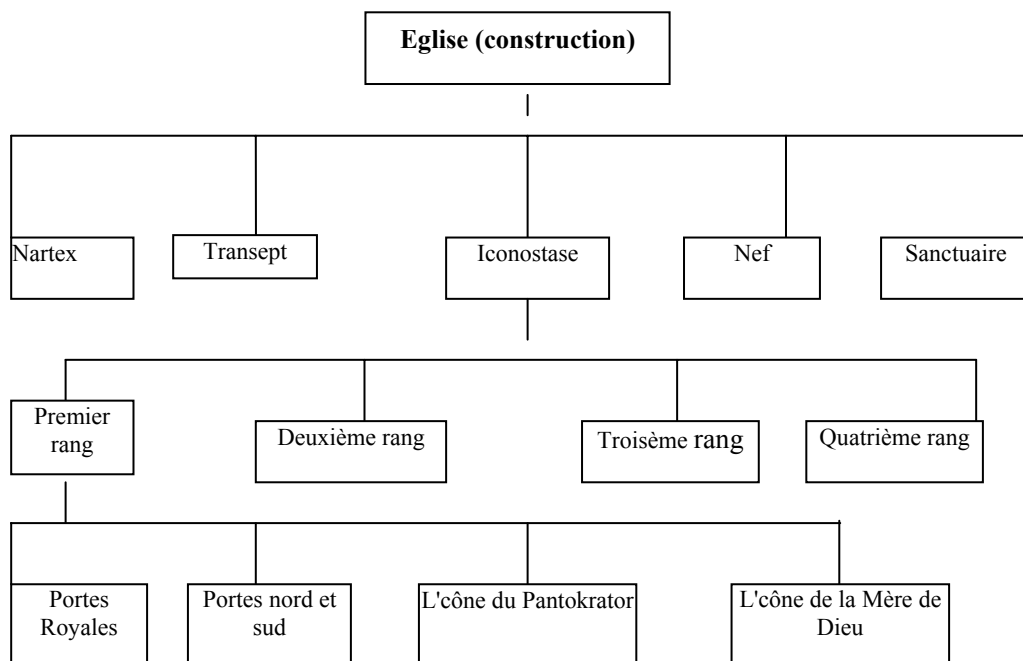 Eglise (construction)
Nartex
Transept
Iconostase
Nef
Sanctuaire
Premier
rang
Deuxième rang
Troisème rang
Quatrième rang
Portes
Royales
Portes nord et
sud
L'cône du Pantokrator
L'cône de la Mère de
Dieu